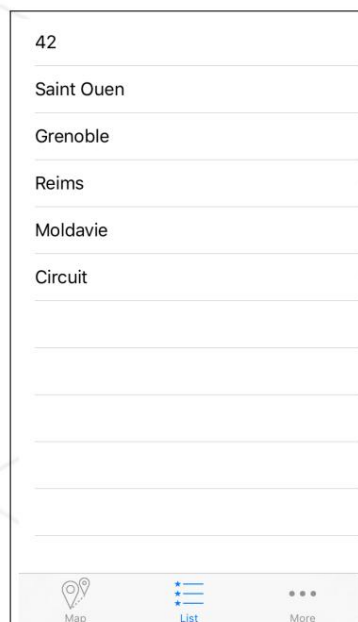 42
Saint Ouen
Grenoble
Reims
Moldavie
Circuit
Map List More